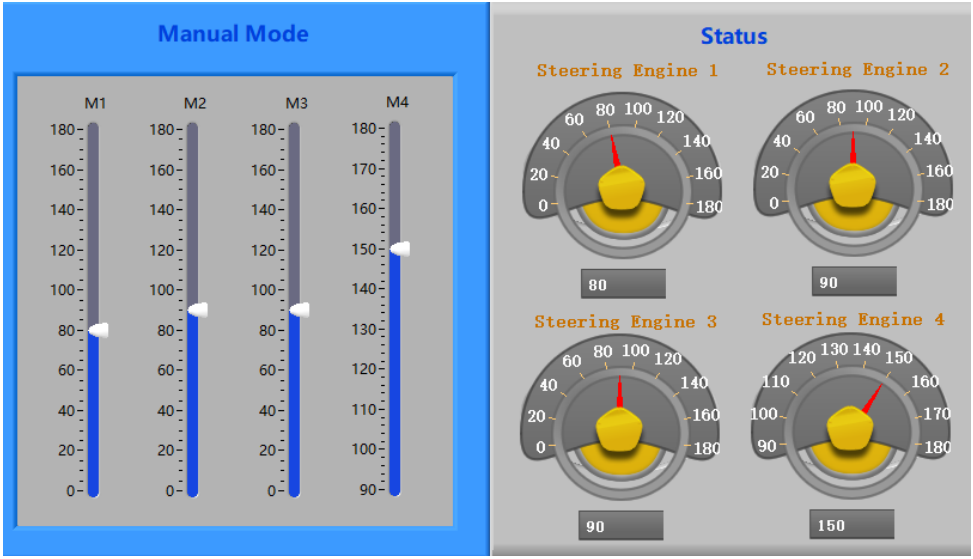 Manual Mode
M1 M2 M3 M4
180 180 180 180
160 160 160 170
140 140 140 160
120 120 120 150
100 100 100 140
80 80 80 130
60 60 60 120
40 40 40 110
20 20 20 100
0 0 0 90
Status
Steering Engine 1
0 20 40 60 80 100 120 140 160 180
80
Steering Engine 2
0 20 40 60 80 100 120 140 160 180
90
Steering Engine 3
0 20 40 60 80 100 120 140 160 180
90
Steering Engine 4
90 100 110 120 130 140 150 160 170 180
150